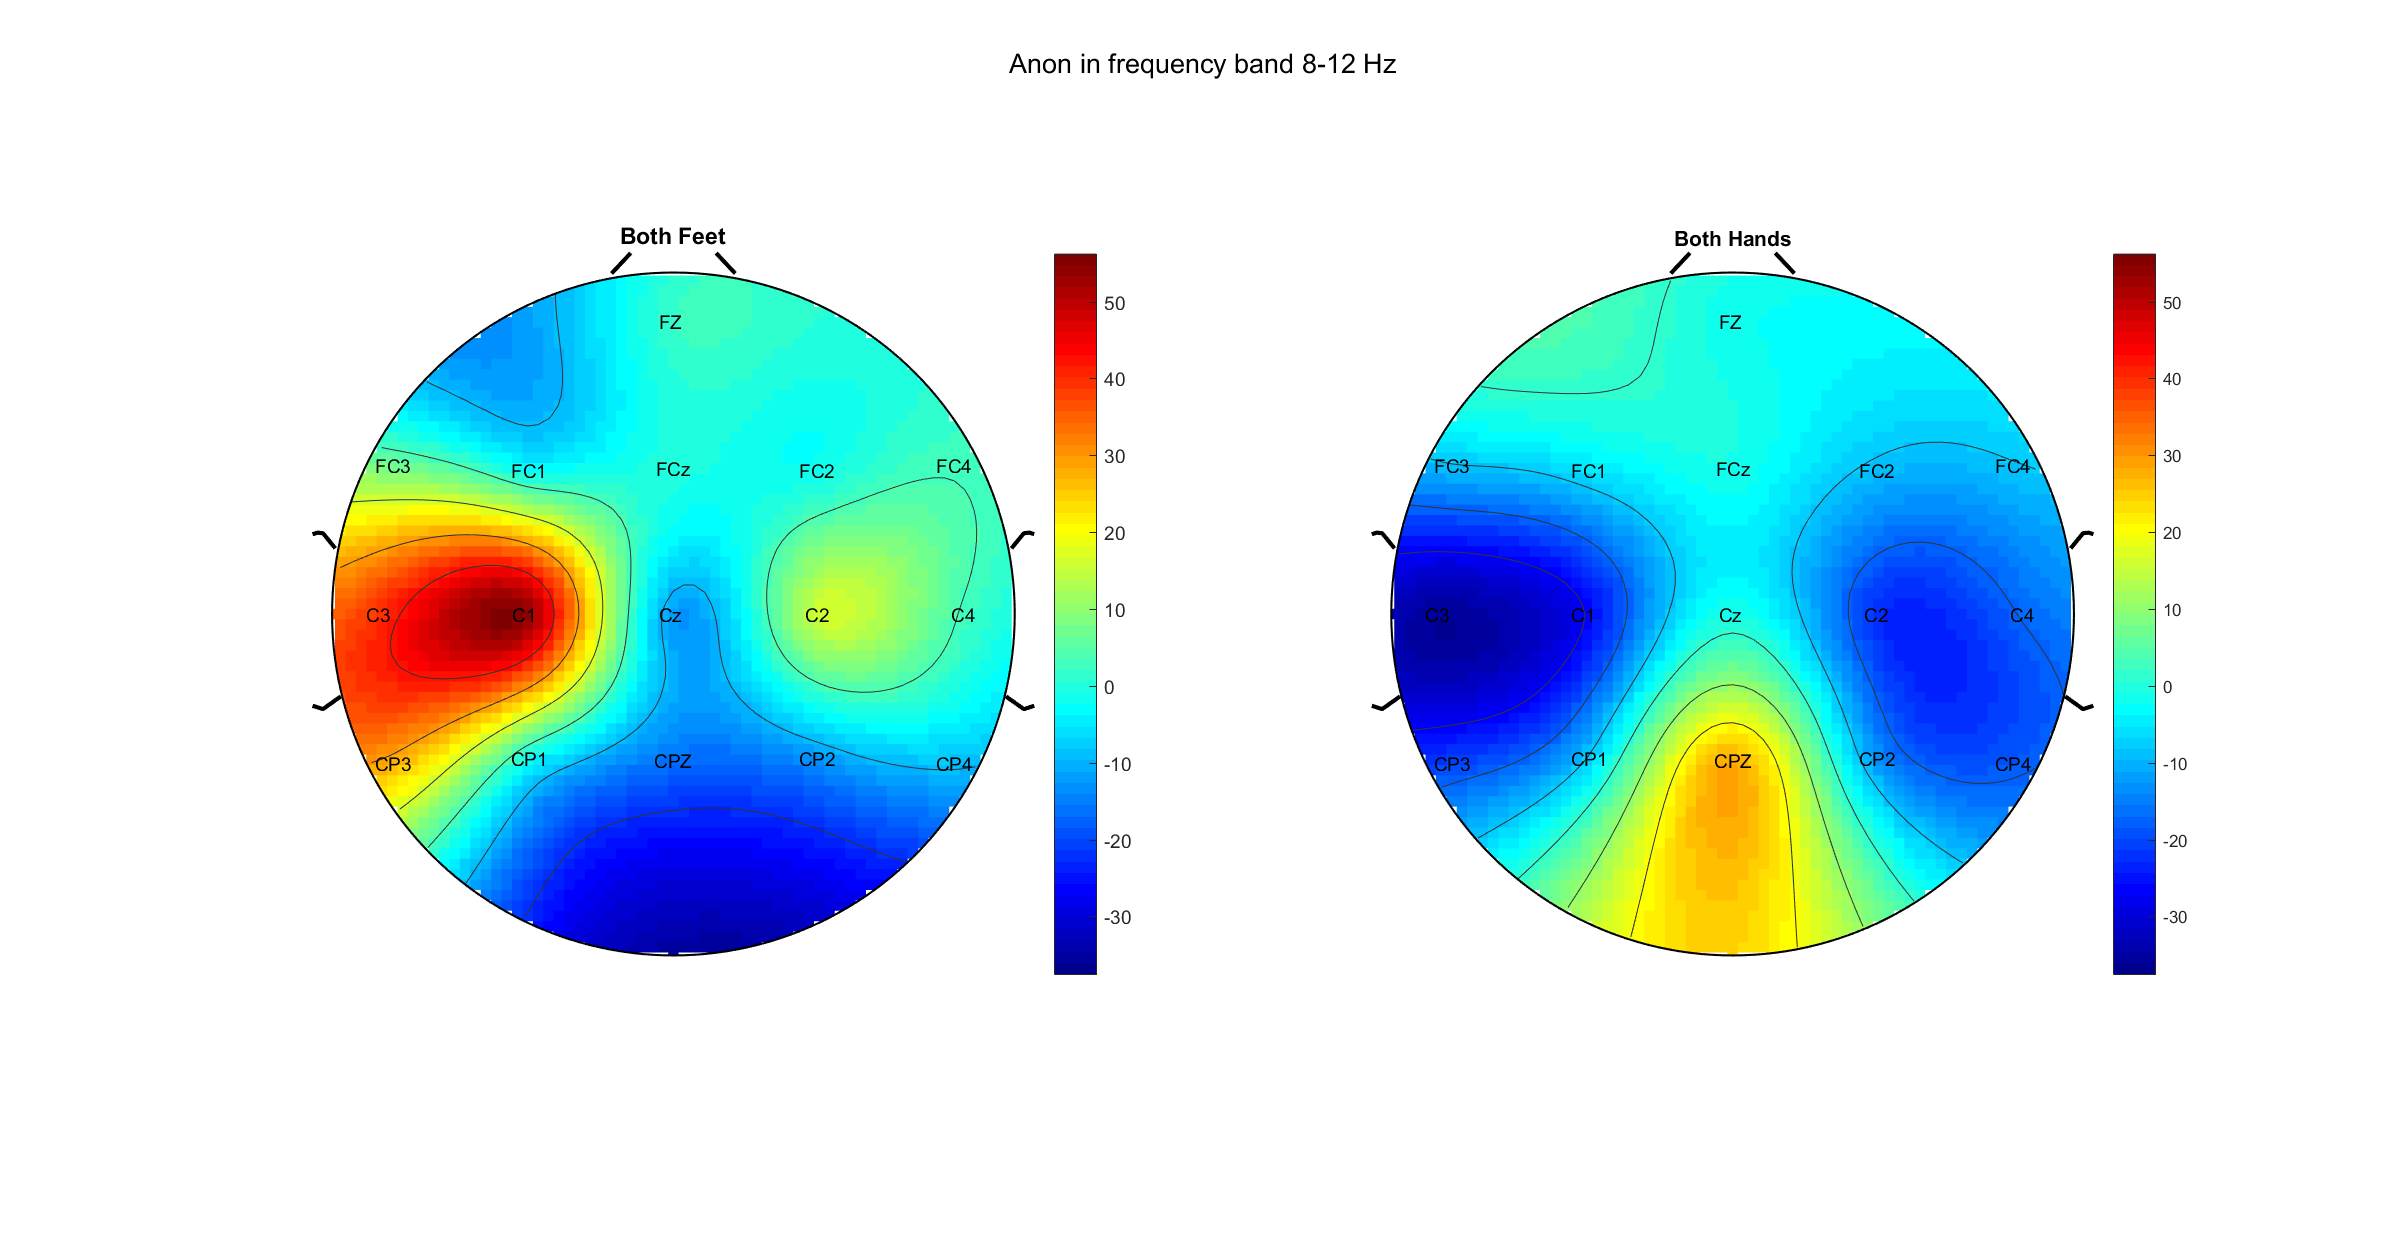 Anon in frequency band 8-12 Hz
Both Feet
FZ
FC3 FC1 FCz FC2 FC4
C3 C1 Cz C2 C4
CP3 CP1 CPZ CP2 CP4
50
40
30
20
10
0
-10
-20
-30
Both Hands
FZ
FC3 FC1 FCz FC2 FC4
C3 C1 Cz C2 C4
CP3 CP1 CPZ CP2 CP4
50
40
30
20
10
0
-10
-20
-30